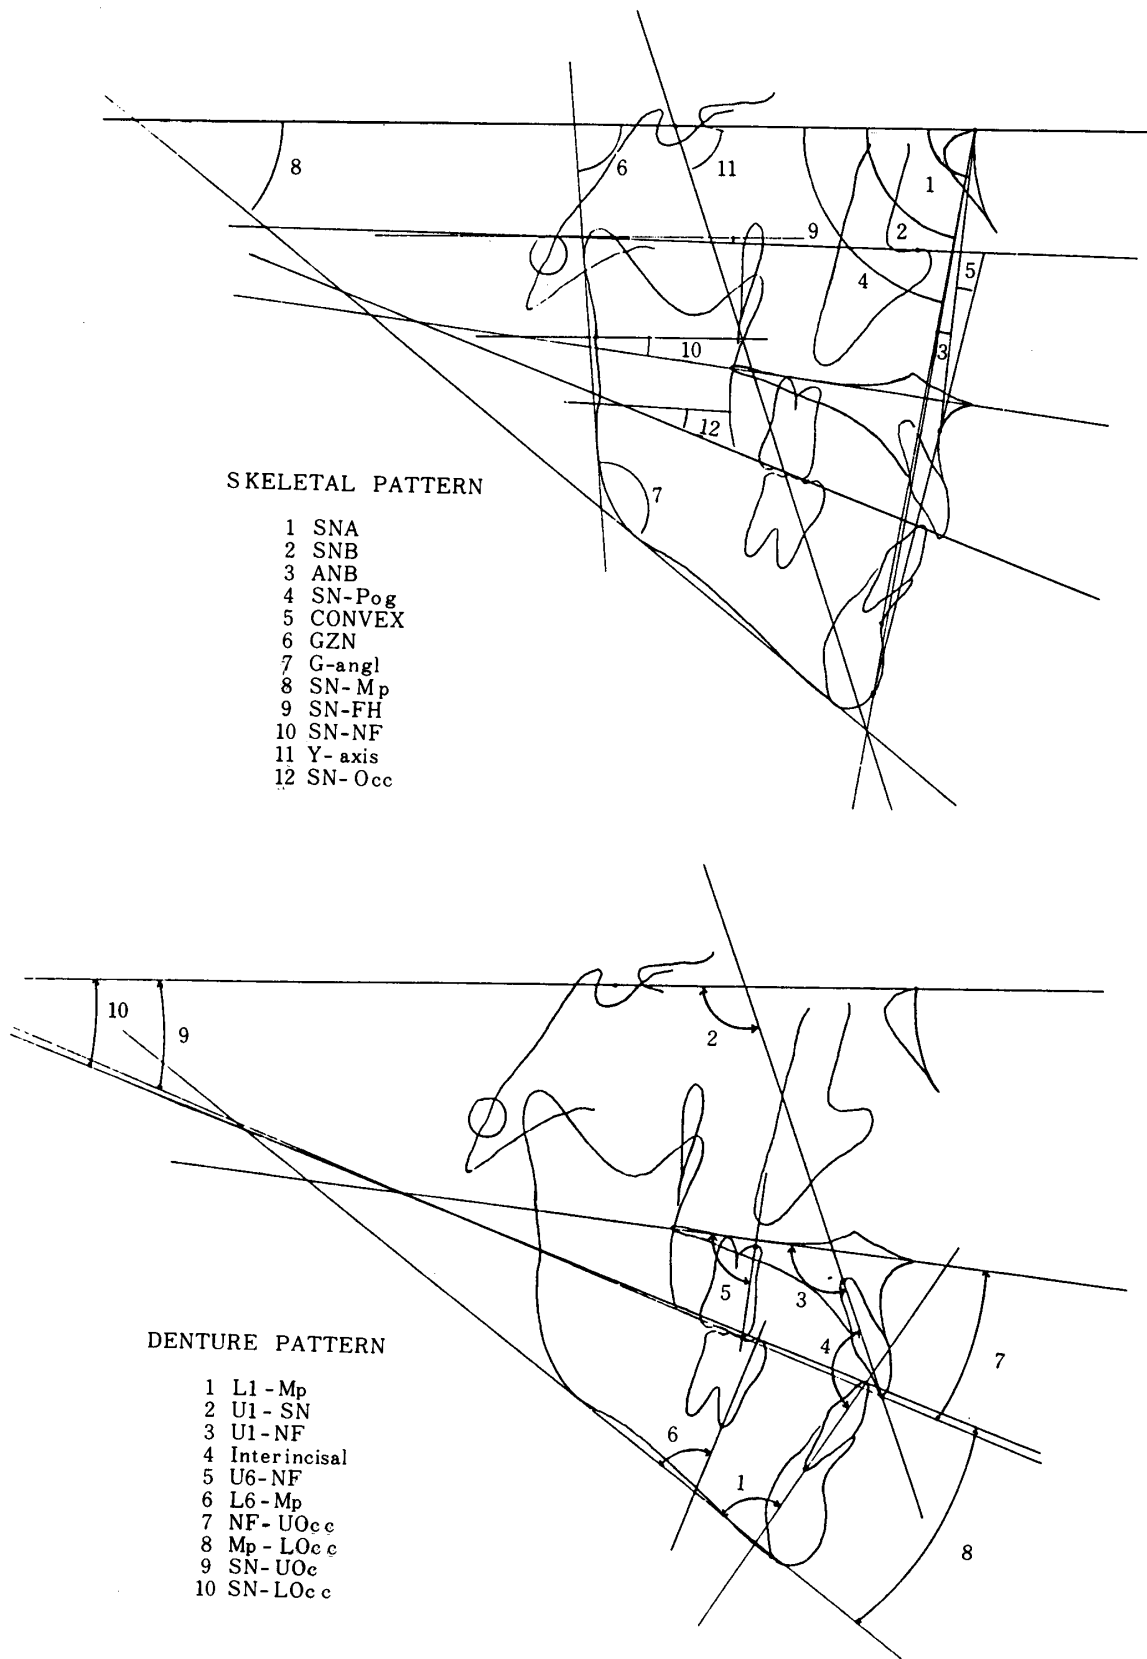 8
6
11
1
9
2
5
4
10
3
12
7
SKELETAL PATTERN
1 SNA
2 SNB
3 ANB
4 SN-Pog
5 CONVEX
6 GZN
7 G-angl
8 SN-Mp
9 SN-FH
10 SN-NF
11 Y-axis
12 SN-Occ
10
9
2
5
3
4
7
6
1
8
DENTURE PATTERN
1 L1-Mp
2 U1-SN
3 U1-NF
4 Interincisal
5 U6-NF
6 L6-Mp
7 NF-UOcc
8 Mp-LOcc
9 SN-UOc
10 SN-LOcc